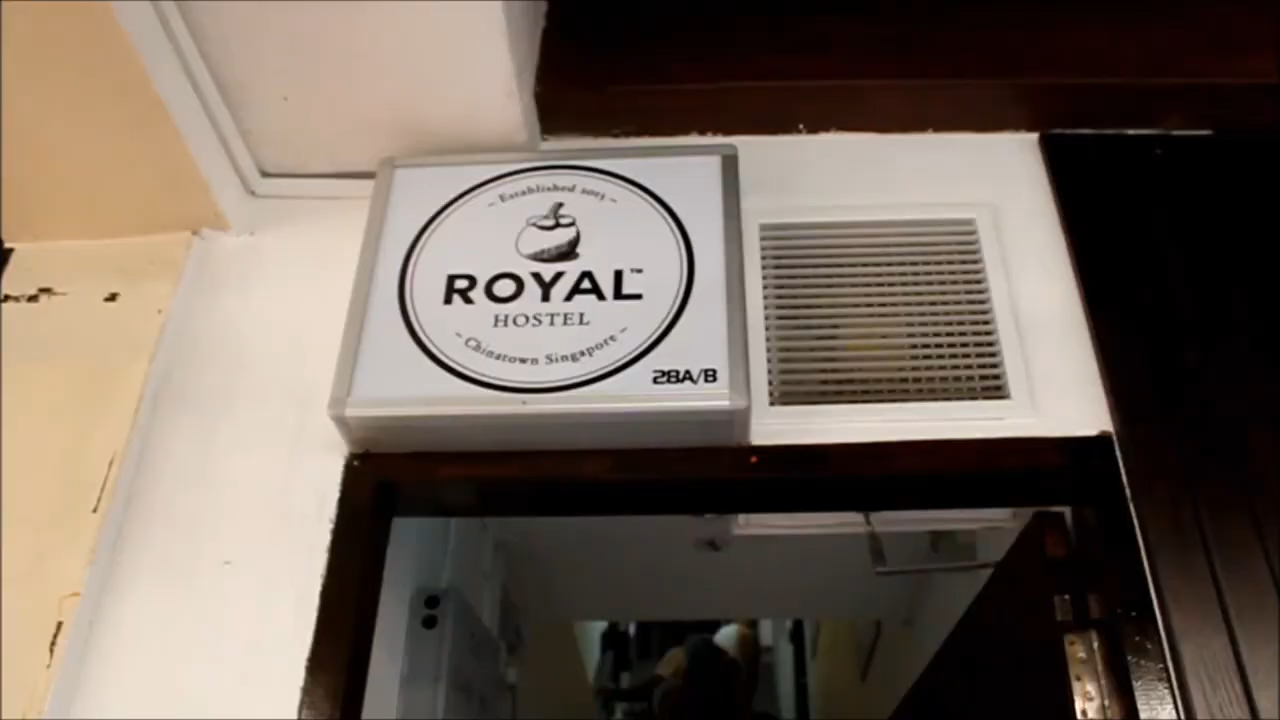 ~ Established 2013 ~
ROYAL™
HOSTEL
~ Chinatown Singapore ~
28A/B